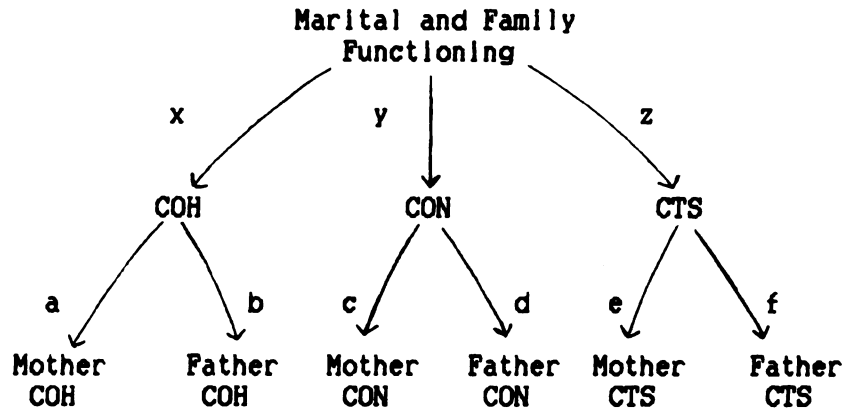 Marital and Family
Functioning
x y z
COH CON CTS
a b c d e f
Mother Father Mother Father Mother Father
COH COH CON CON CTS CTS